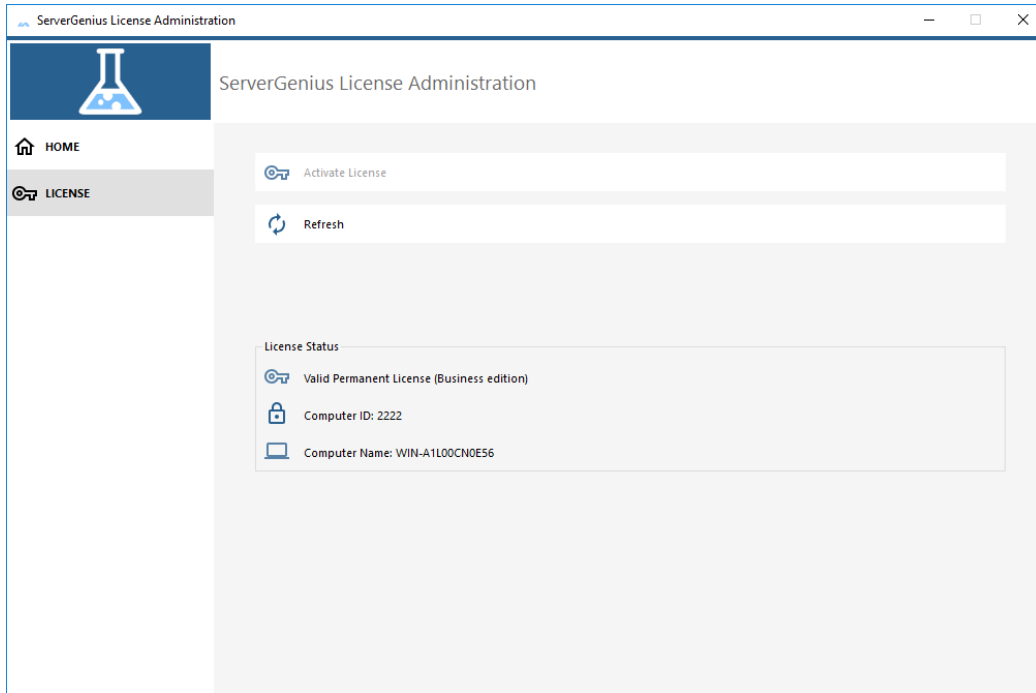 ServerGenius License Administration
ServerGenius License Administration
HOME
LICENSE
Activate License
Refresh
License Status
Valid Permanent License (Business edition)
Computer ID: 2222
Computer Name: WIN-A1L00CN0E56